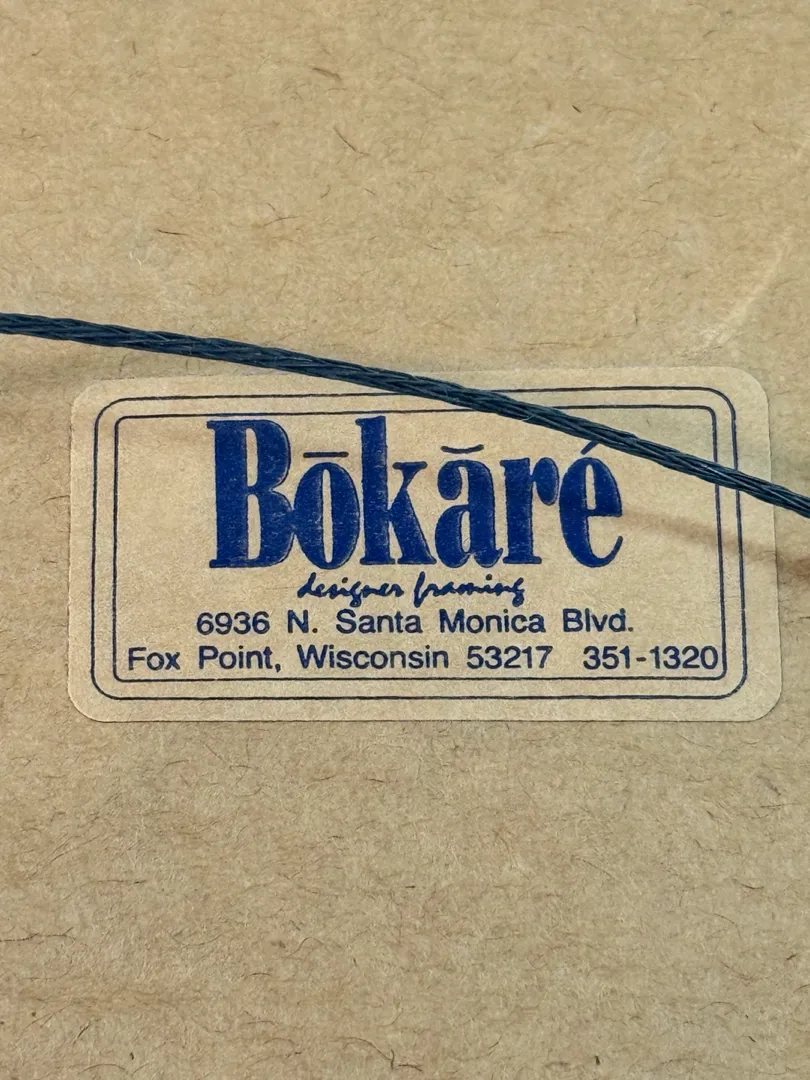 Bōkāré
designer framing
6936 N. Santa Monica Blvd.
Fox Point, Wisconsin 53217 351-1320